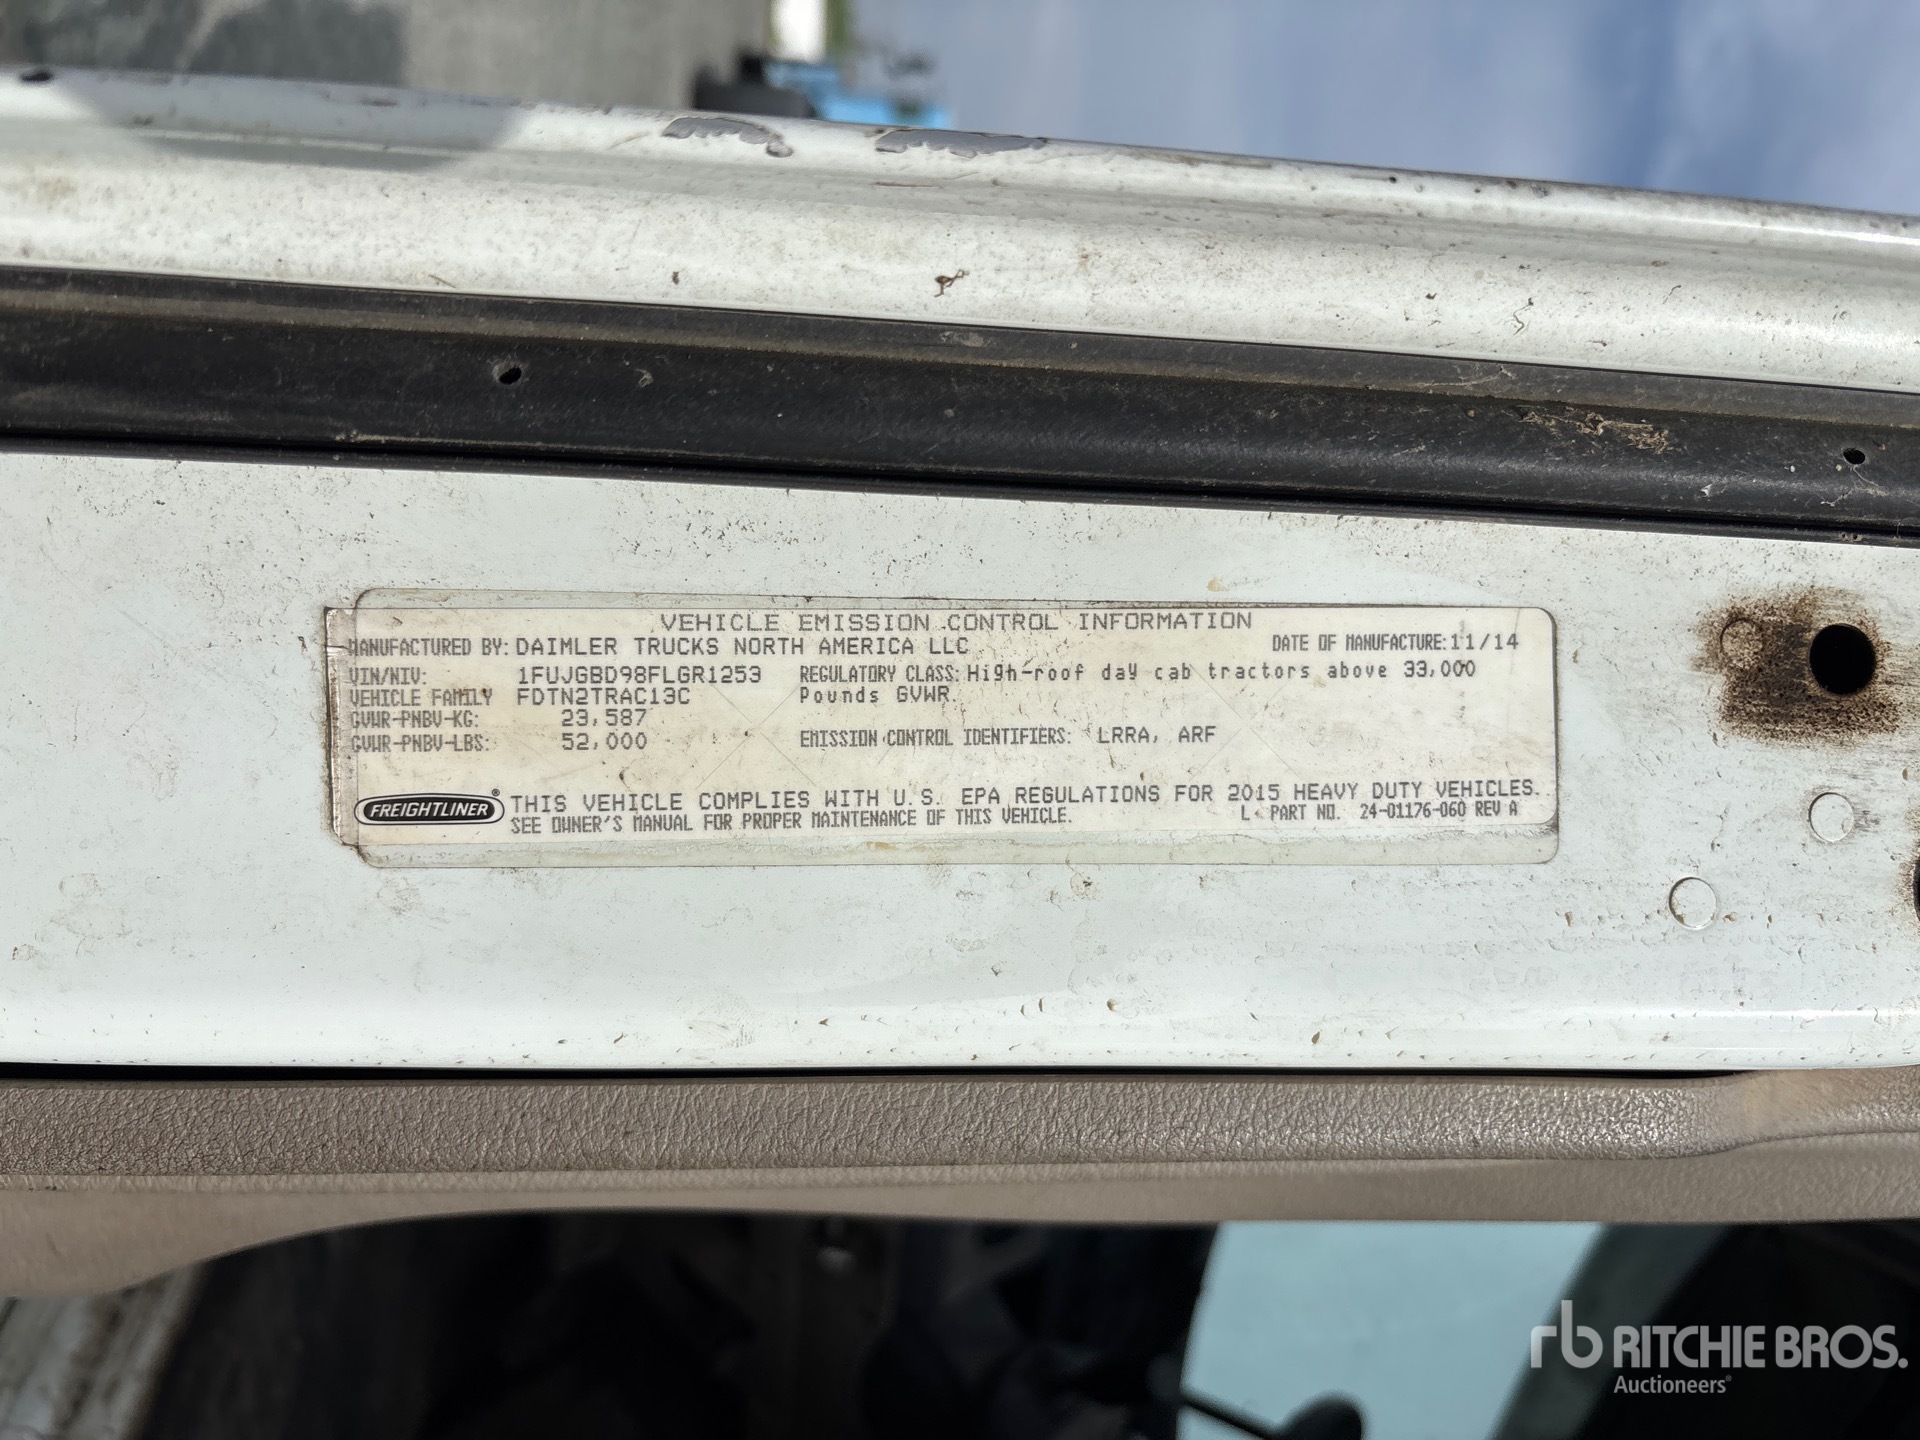 VEHICLE EMISSION CONTROL INFORMATION
MANUFACTURED BY: DAIMLER TRUCKS NORTH AMERICA LLC DATE OF MANUFACTURE: 11/14
VIN/NIV: 1FUJGBD98FLGR1253 REGULATORY CLASS: High-roof day cab tractors above 33,000
VEHICLE FAMILY FDTN2TRAC13C Pounds GVWR.
GVWR-PNBV-KG: 23,587
GVWR-PNBV-LBS: 52,000 EMISSION CONTROL IDENTIFIERS: LRRA, ARF
FREIGHTLINER® THIS VEHICLE COMPLIES WITH U.S. EPA REGULATIONS FOR 2015 HEAVY DUTY VEHICLES.
SEE OWNER'S MANUAL FOR PROPER MAINTENANCE OF THIS VEHICLE. L PART NO. 24-01176-060 REV A
rb RITCHIE BROS.
Auctioneers®